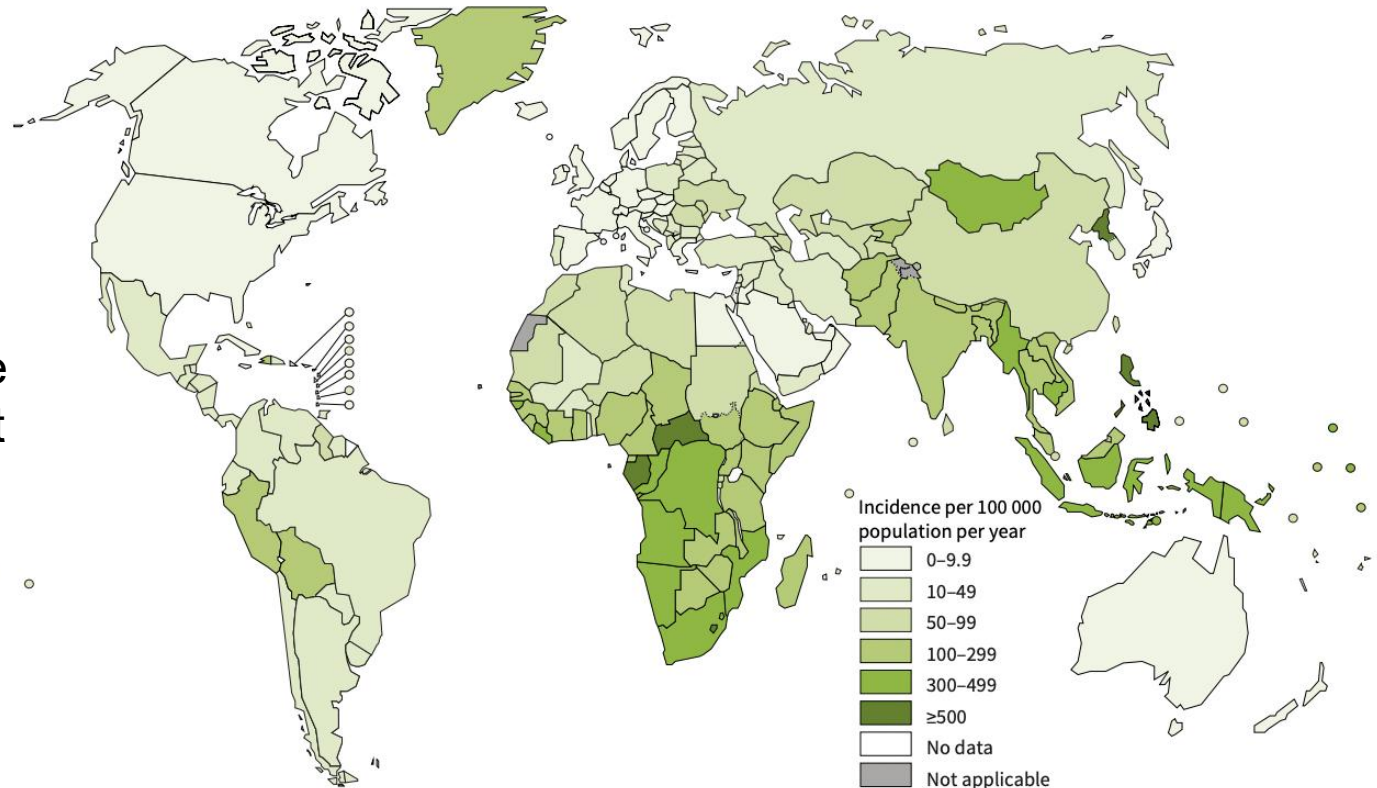 e
t
Incidence per 100 000
population per year
0–9.9
10–49
50–99
100–299
300–499
≥500
No data
Not applicable